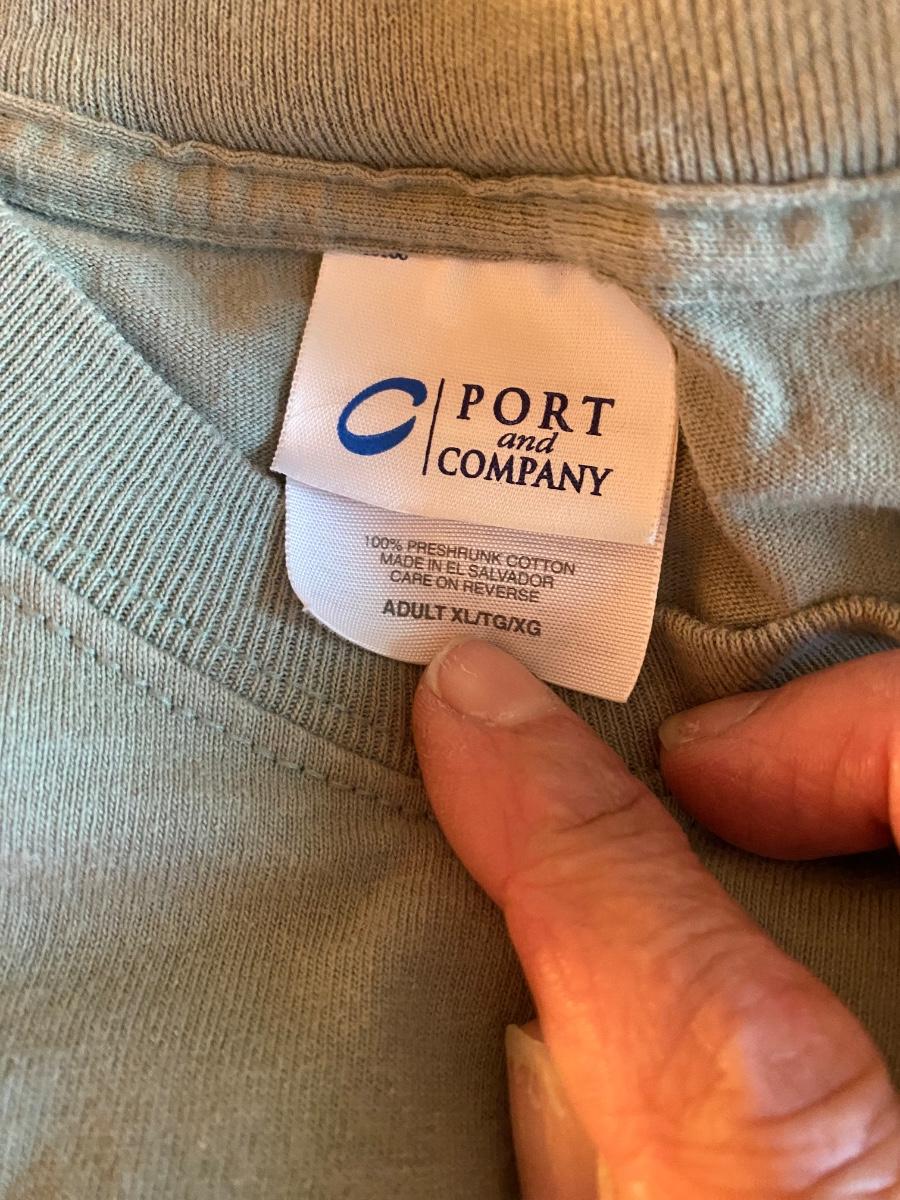 PORT
and
COMPANY
100% PRESHRUNK COTTON
MADE IN EL SALVADOR
CARE ON REVERSE
ADULT XL/TG/XG